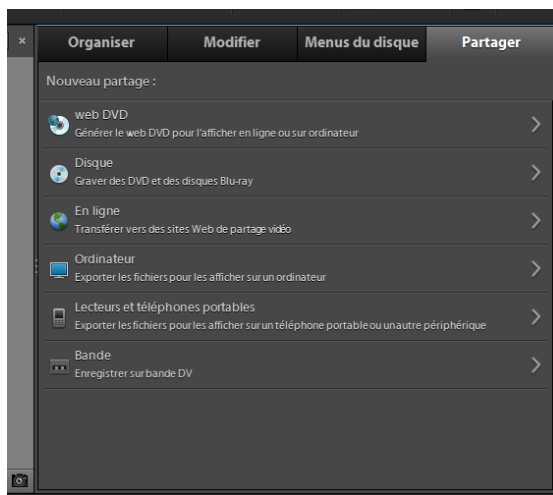 Organiser Modifier Menus du disque Partager
Nouveau partage :
web DVD
Générer le web DVD pour l'afficher en ligne ou sur ordinateur
Disque
Graver des DVD et des disques Blu-ray
En ligne
Transférer vers des sites Web de partage vidéo
Ordinateur
Exporter les fichiers pour les afficher sur un ordinateur
Lecteurs et téléphones portables
Exporter les fichiers pour les afficher sur un téléphone portable ou un autre périphérique
Bande
Enregistrer sur bande DV